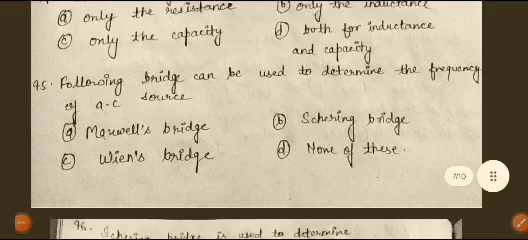 (a) only the resistance (b) only the inductance
(c) only the capacity (d) both for inductance
and capacity
45. Following bridge can be used to determine the frequency
of a.c source
(a) Maxwell's bridge (b) Schering bridge
(c) Wien's bridge (d) None of these.
7/10
46. Schering bridge is used to determine